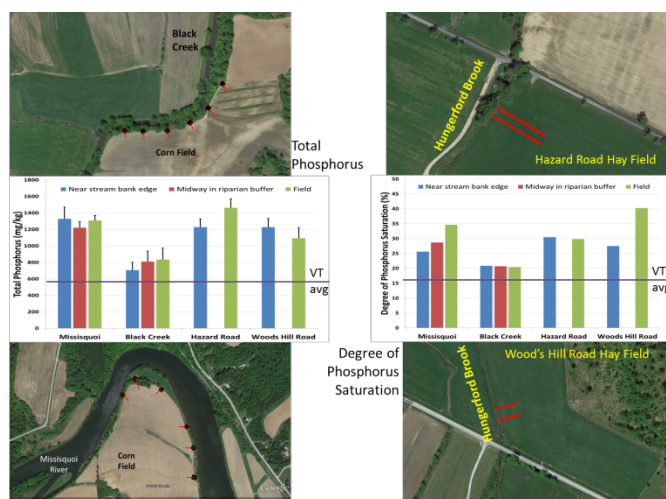 Black
Creek
Corn Field
Hungerford Brook
Hazard Road Hay Field
Total
Phosphorus
Near stream bank edge
Midway in riparian buffer
Field
Total Phosphorus (mg/kg)
1800
1600
1400
1200
1000
800
600
400
200
0
VT
avg
Missisquoi
Black Creek
Hazard Road
Woods Hill Road
Near stream bank edge
Midway in riparian buffer
Field
Degree of Phosphorus Saturation (%)
50
45
40
35
30
25
20
15
10
5
0
VT
avg
Missisquoi
Black Creek
Hazard Road
Woods Hill Road
Degree of
Phosphorus
Saturation
Missisquoi
River
Corn
Field
Wood's Hill Road Hay Field
Hungerford Brook